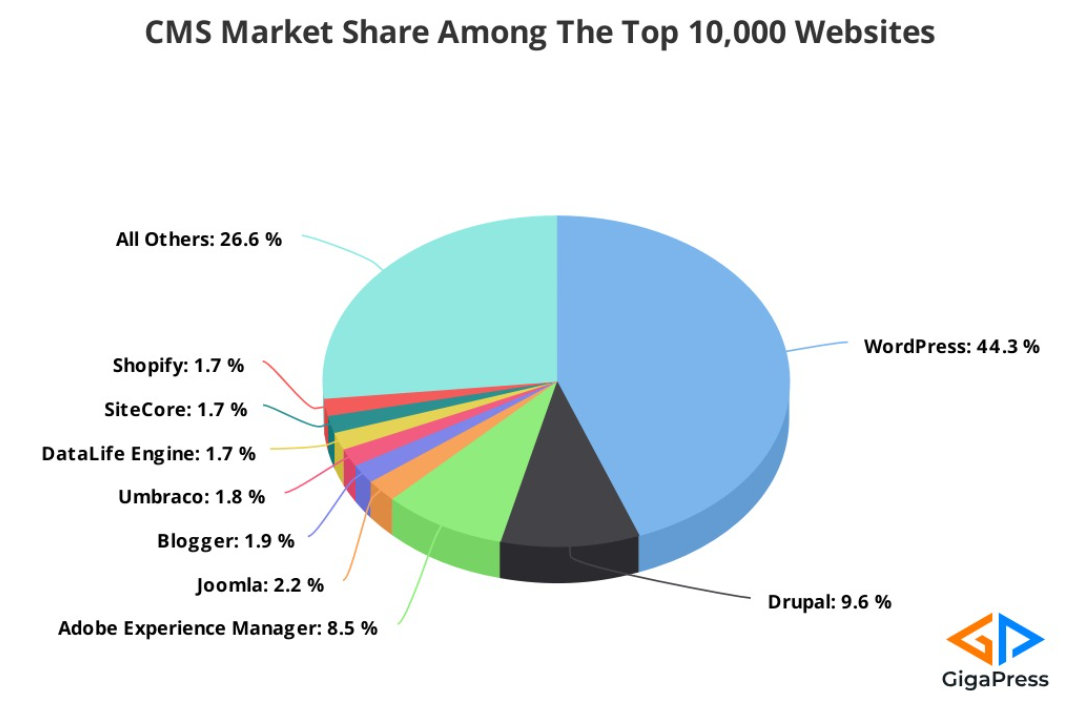 CMS Market Share Among The Top 10,000 Websites
All Others: 26.6 %
WordPress: 44.3 %
Shopify: 1.7 %
SiteCore: 1.7 %
DataLife Engine: 1.7 %
Umbraco: 1.8 %
Blogger: 1.9 %
Joomla: 2.2 %
Drupal: 9.6 %
Adobe Experience Manager: 8.5 %
GigaPress